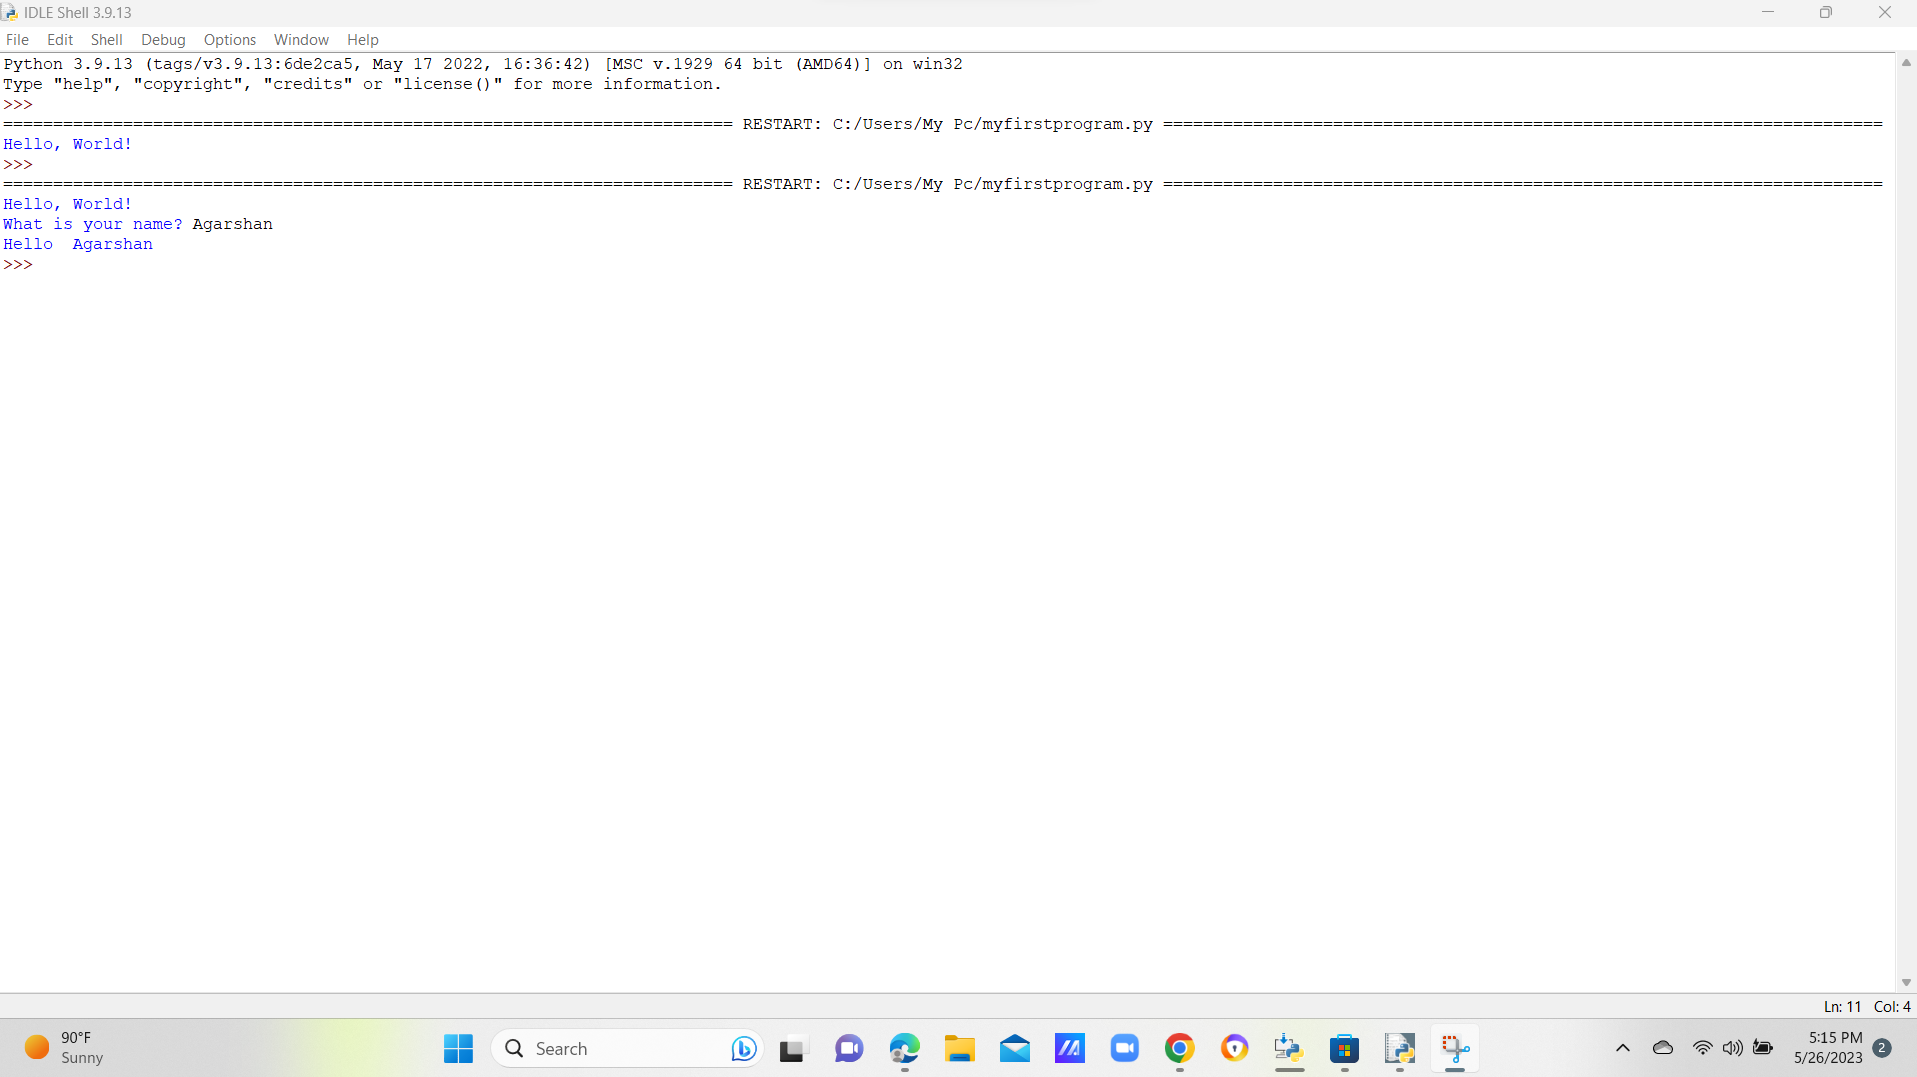 IDLE Shell 3.9.13
File Edit Shell Debug Options Window Help
Python 3.9.13 (tags/v3.9.13:6de2ca5, May 17 2022, 16:36:42) [MSC v.1929 64 bit (AMD64)] on win32
Type "help", "copyright", "credits" or "license()" for more information.
>>>
========================================================================= RESTART: C:/Users/My Pc/myfirstprogram.py ========================================================================
Hello, World!
>>>
========================================================================= RESTART: C:/Users/My Pc/myfirstprogram.py ========================================================================
Hello, World!
What is your name? Agarshan
Hello  Agarshan
>>>
Ln: 11 Col: 4
90°F
Sunny
Search
5:15 PM
5/26/2023
2